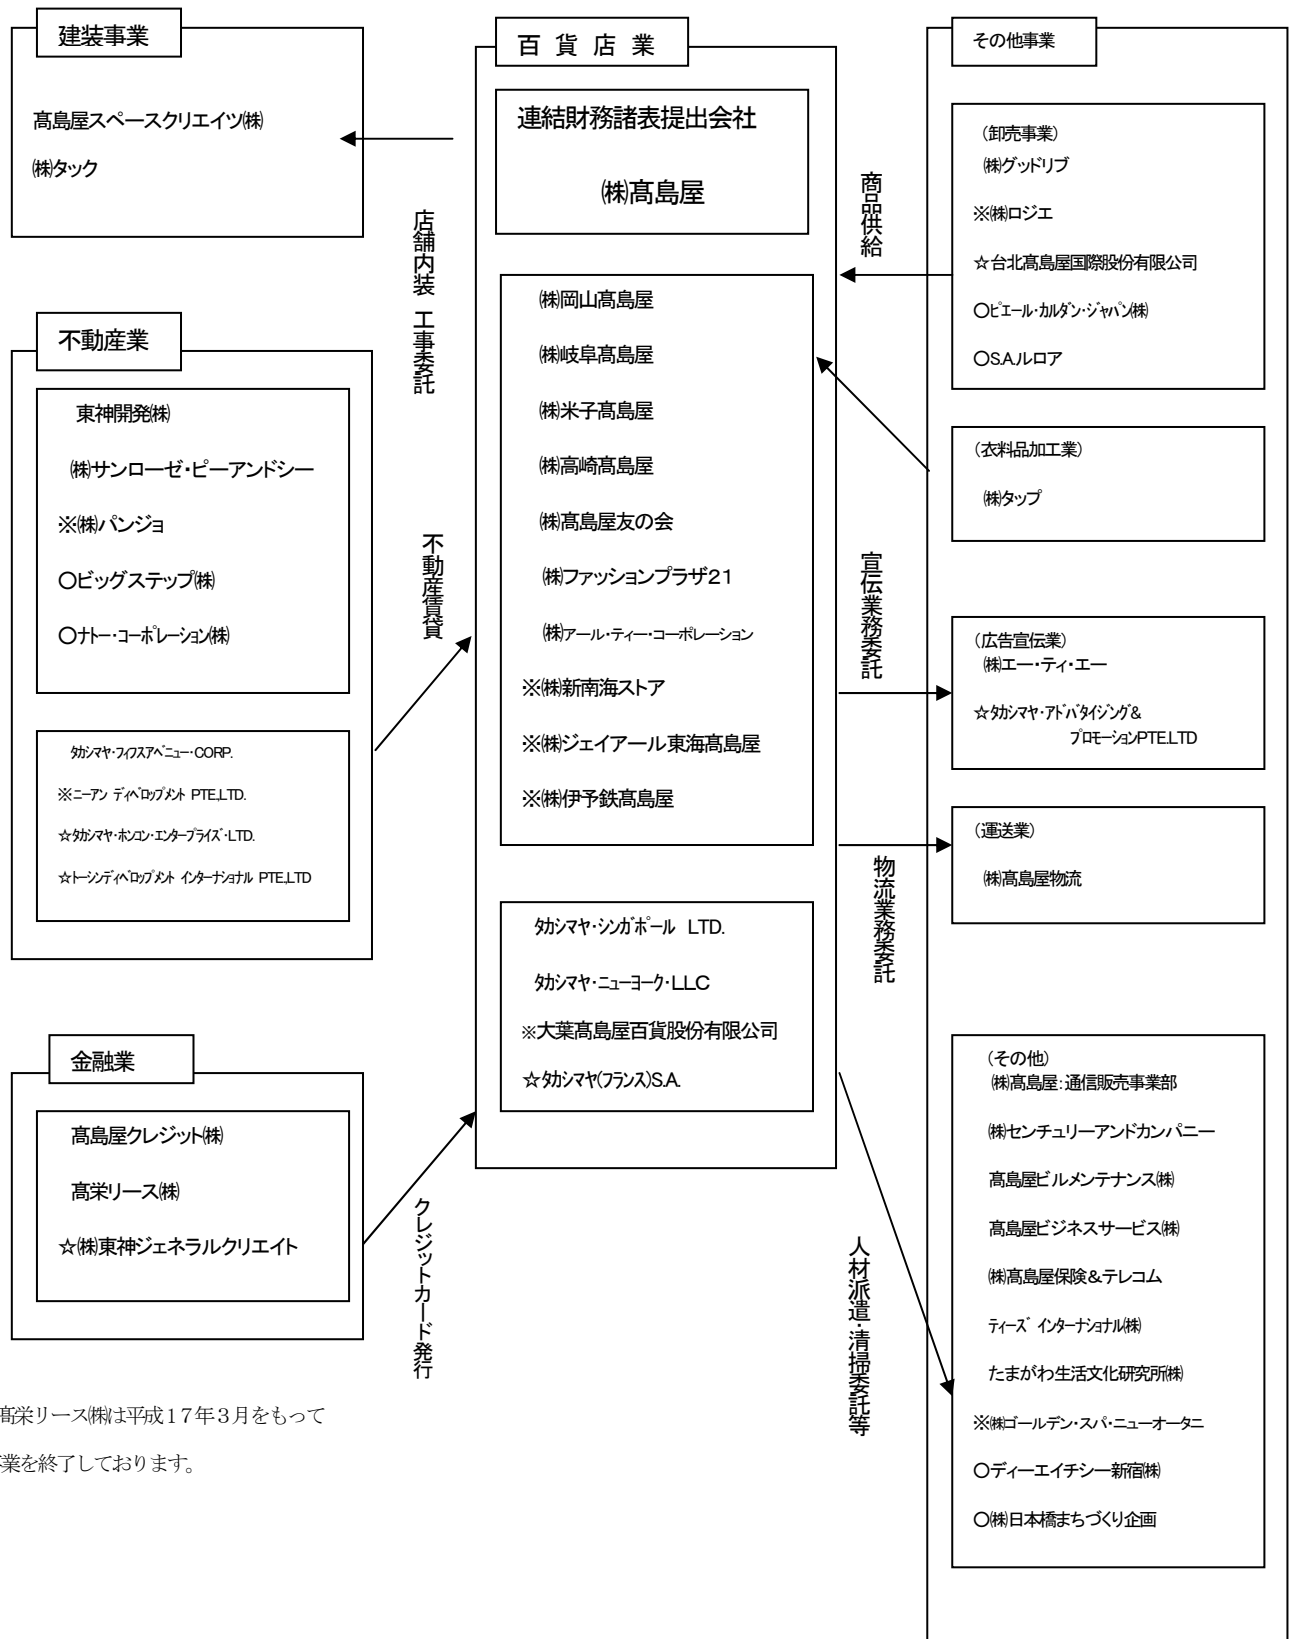 建装事業
髙島屋スペースクリエイツ㈱
㈱タック
店舗内装 工事委託
不動産業
東神開発㈱
㈱サンローゼ・ピーアンドシー
※㈱パンジョ
○ビッグステップ㈱
○ﾅﾄー・ｺｰﾎﾟﾚｰｼｮﾝ㈱
ﾀｶｼﾏﾔ・ﾌｨﾌｽｱﾍﾞﾆｭｰ・CORP.
※ﾆｰｱﾝ ﾃﾞｨﾍﾞﾛｯﾌﾟﾒﾝﾄ PTE,LTD.
☆ﾀｶｼﾏﾔ・ﾎﾝｺﾝ・ｴﾝﾀｰﾌﾟﾗｲｽﾞ・LTD.
☆ﾄｰｼﾝﾃﾞｨﾍﾞﾛｯﾌﾟﾒﾝﾄ ｲﾝﾀｰﾅｼｮﾅﾙ PTE,LTD
不動産賃貸
金融業
髙島屋クレジット㈱
髙栄リース㈱
☆㈱東神ジェネラルクリエイト
クレジットカード発行
髙栄リース㈱は平成１７年３月をもって
業を終了しております。
百 貨 店 業
連結財務諸表提出会社
㈱髙島屋
㈱岡山髙島屋
㈱岐阜髙島屋
㈱米子髙島屋
㈱高崎髙島屋
㈱髙島屋友の会
㈱ファッションプラザ２１
㈱アール・ティー・コーポレーション
※㈱新南海ストア
※㈱ジェイアール東海髙島屋
※㈱伊予鉄髙島屋
ﾀｶｼﾏﾔ・ｼﾝｶﾞﾎﾟｰﾙ LTD.
ﾀｶｼﾏﾔ・ﾆｭｰﾖｰｸ・LLC
※大葉髙島屋百貨股份有限公司
☆ﾀｶｼﾏﾔ(ﾌﾗﾝｽ)S.A.
商品供給
宣伝業務委託
物流業務委託
人材派遣・清掃委託等
その他事業
（卸売事業）
㈱グッドリブ
※㈱ロジエ
☆台北髙島屋国際股份有限公司
○ﾋﾟｴｰﾙ・ｶﾙﾀﾞﾝ・ｼﾞｬﾊﾟﾝ㈱
○S.A.ルロア
（衣料品加工業）
㈱タップ
（広告宣伝業）
㈱エー・ティ・エー
☆ﾀｶｼﾏﾔ・ｱﾄﾞﾊﾞﾀｲｼﾞﾝｸﾞ＆
ﾌﾟﾛﾓｰｼｮﾝPTE.LTD
（運送業）
㈱髙島屋物流
（その他）
㈱髙島屋：通信販売事業部
㈱センチュリーアンドカンパニー
髙島屋ビルメンテナンス㈱
髙島屋ビジネスサービス㈱
㈱髙島屋保険＆テレコム
ﾃｨｰｽﾞ ｲﾝﾀｰﾅｼｮﾅﾙ㈱
たまがわ生活文化研究所㈱
※㈱ゴールデン・スパ・ニューオータニ
○ディーエイチシー新宿㈱
○㈱日本橋まちづくり企画